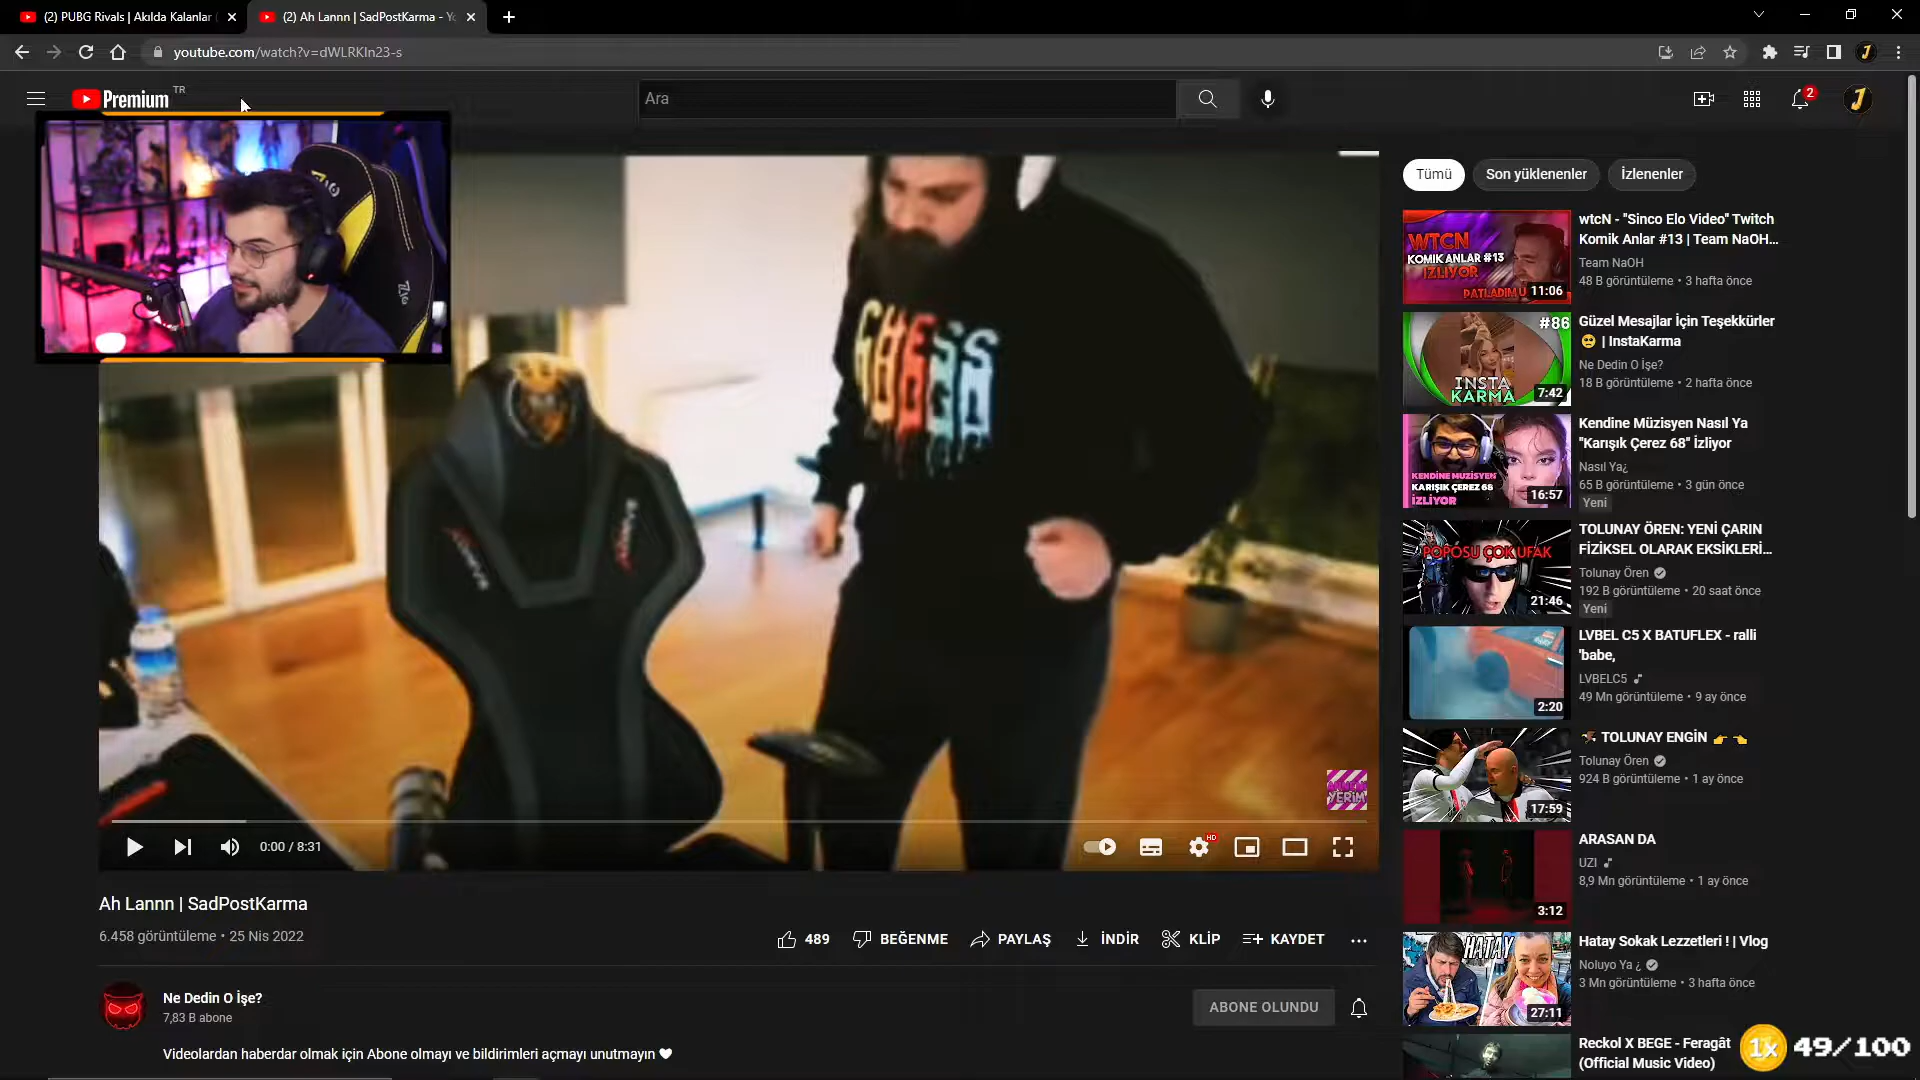 (2) PUBG Rivals | Akılda Kalanlar
(2) Ah Lannn | SadPostKarma - Yo
youtube.com/watch?v=dWLRKIn23-s
Premium TR
Ara
2
Tümü
Son yüklenenler
İzlenenler
WTCN
KOMIK ANLAR #13
İZLİYOR
PATLADIM U
11:06
wtcN - "Sinco Elo Video" Twitch
Komik Anlar #13 | Team NaOH...
Team NaOH
48 B görüntüleme • 3 hafta önce
#86
INSTA
KARMA
7:42
Güzel Mesajlar İçin Teşekkürler
🥺 | InstaKarma
Ne Dedin O İşe?
18 B görüntüleme • 2 hafta önce
KENDINE MUZISYEN
KARIŞIK ÇEREZ 68
İZLİYOR
16:57
Kendine Müzisyen Nasıl Ya
"Karışık Çerez 68" İzliyor
Nasıl Ya¿
65 B görüntüleme • 3 gün önce
Yeni
POPOSU ÇOK UFAK
21:46
TOLUNAY ÖREN: YENİ ÇARIN
FİZİKSEL OLARAK EKSİKLERİ...
Tolunay Ören
192 B görüntüleme • 20 saat önce
Yeni
2:20
LVBEL C5 X BATUFLEX - ralli
'babe,
LVBELC5
49 Mn görüntüleme • 9 ay önce
17:59
TOLUNAY ENGİN 👉 👈
Tolunay Ören
924 B görüntüleme • 1 ay önce
3:12
ARASAN DA
UZI
8,9 Mn görüntüleme • 1 ay önce
HATAY
27:11
Hatay Sokak Lezzetleri ! | Vlog
Noluyo Ya ¿
3 Mn görüntüleme • 3 hafta önce
Reckol X BEGE - Feragât
(Official Music Video)
1x 49/100
YERİM
0:00 / 8:31
HD
Ah Lannn | SadPostKarma
6.458 görüntüleme • 25 Nis 2022
489
BEĞENME
PAYLAŞ
İNDİR
KLİP
KAYDET
Ne Dedin O İşe?
7,83 B abone
ABONE OLUNDU
Videolardan haberdar olmak için Abone olmayı ve bildirimleri açmayı unutmayın 🖤